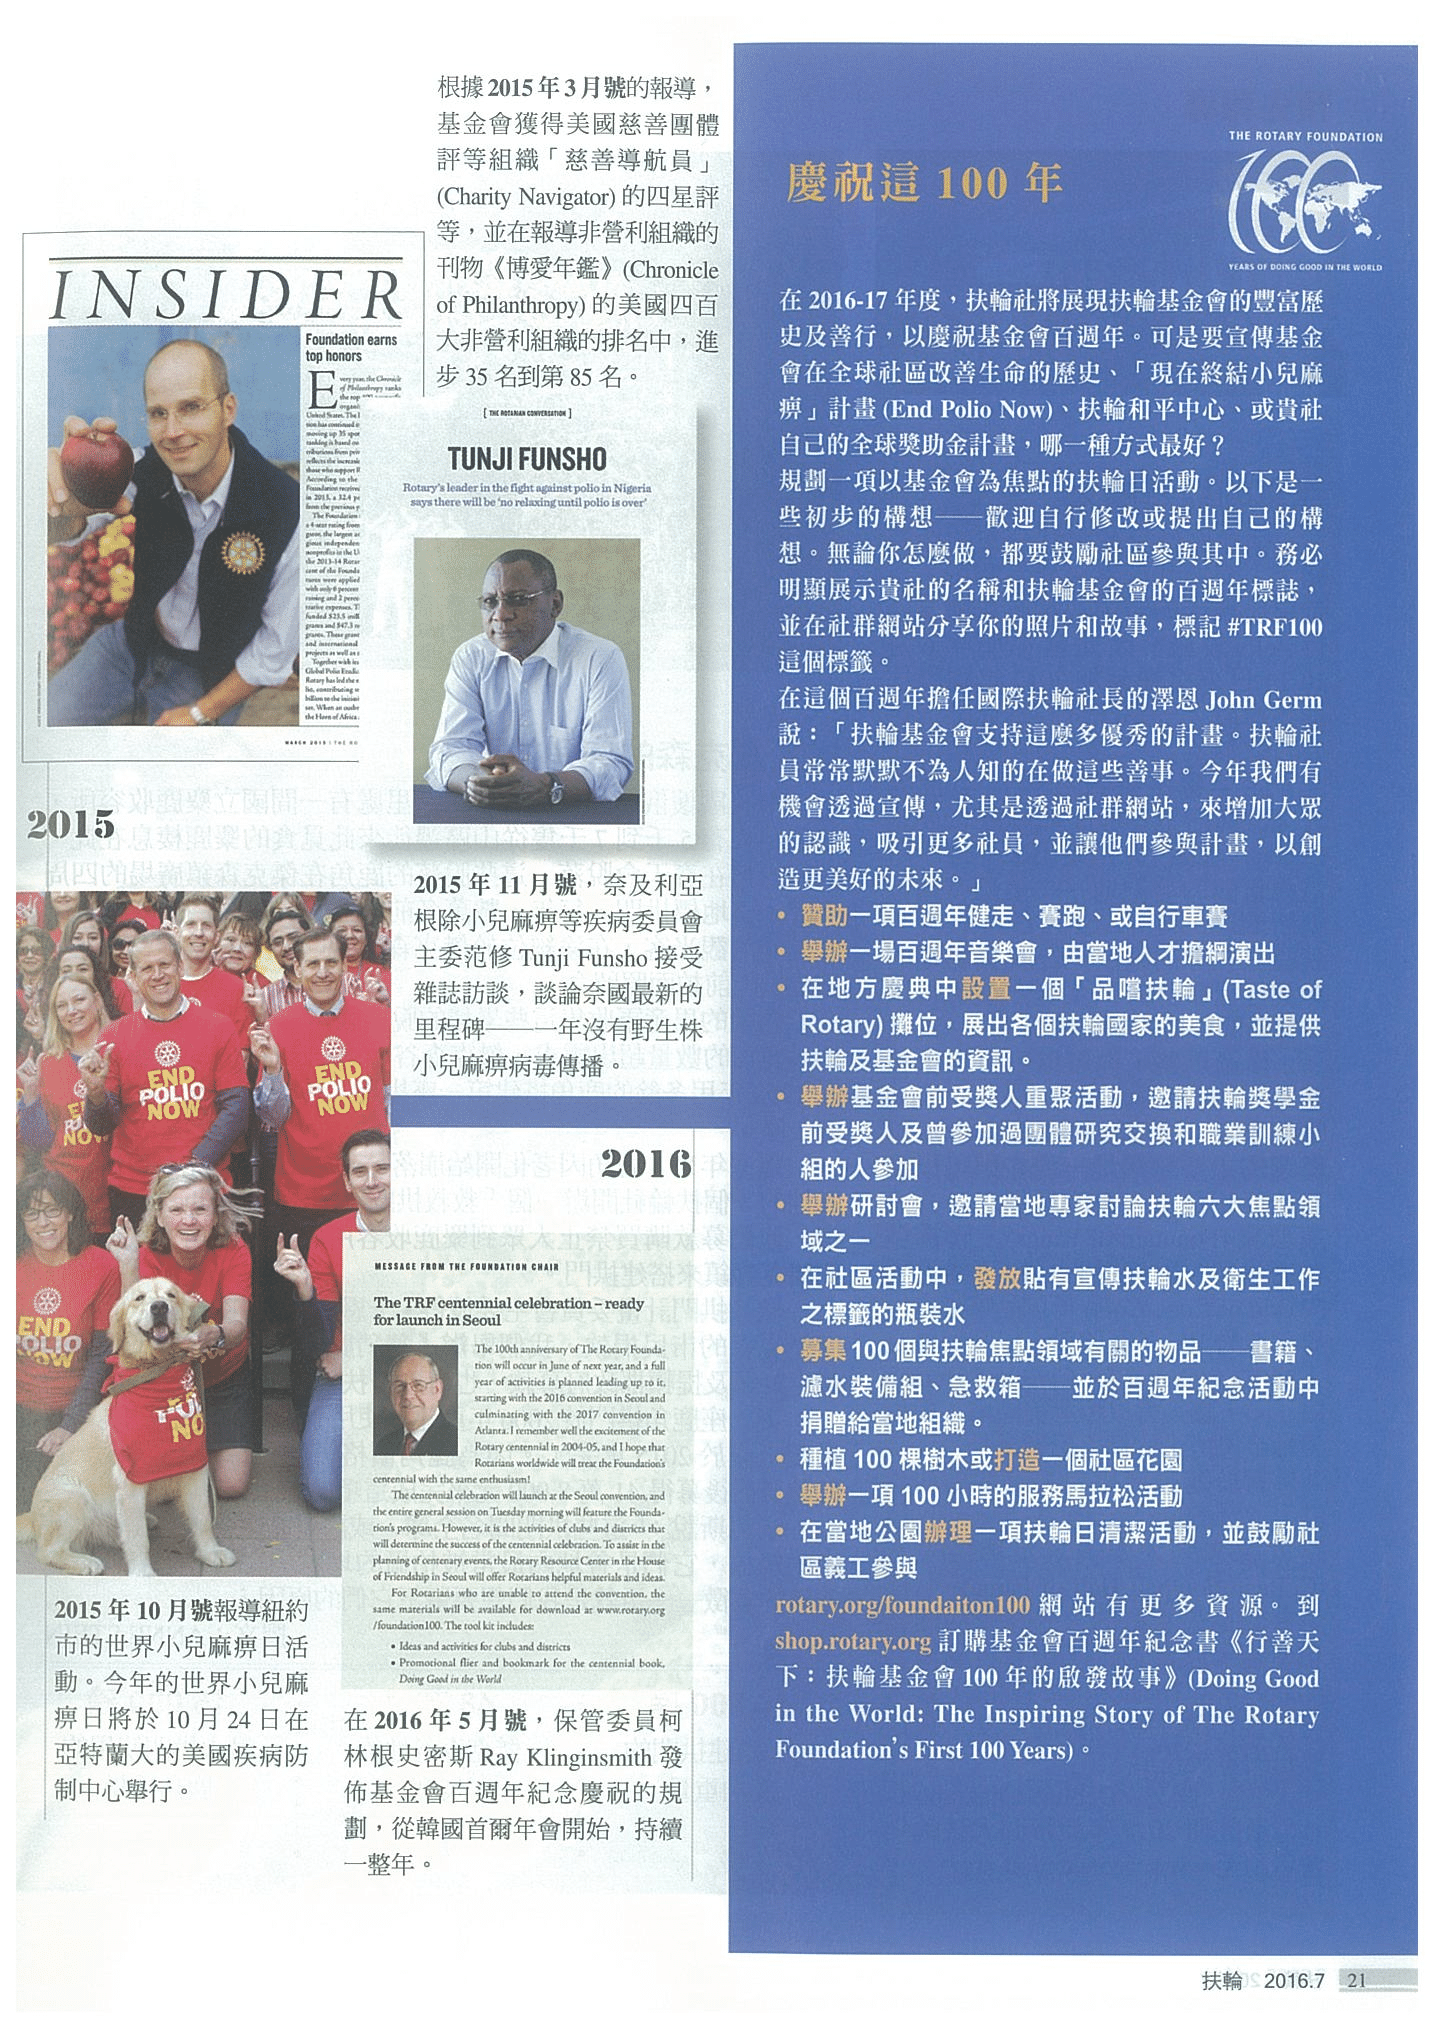 根據 2015 年 3 月號的報導，
基金會獲得美國慈善團體
評等組織「慈善導航員」
(Charity Navigator) 的四星評
等，並在報導非營利組織的
刊物《博愛年鑑》(Chronicle
of Philanthropy) 的美國四百
大非營利組織的排名中，進
步 35 名到第 85 名。
INSIDER
Foundation earns
top honors
MARCH 2015 | THE RO
[ THE ROTARIAN CONVERSATION ]
TUNJI FUNSHO
Rotary's leader in the fight against polio in Nigeria
says there will be 'no relaxing until polio is over'
2015
2015 年 11 月號，奈及利亞
根除小兒麻痹等疾病委員會
主委范修 Tunji Funsho 接受
雜誌訪談，談論奈國最新的
里程碑——一年沒有野生株
小兒麻痹病毒傳播。
END
POLIO
NOW
END
POLIO
NOW
END
POLIO
NOW
2015 年 10 月號報導紐約
市的世界小兒麻痹日活
動。今年的世界小兒麻
痹日將於 10 月 24 日在
亞特蘭大的美國疾病防
制中心舉行。
2016
MESSAGE FROM THE FOUNDATION CHAIR
The TRF centennial celebration – ready
for launch in Seoul
The 100th anniversary of The Rotary Founda-
tion will occur in June of next year, and a full
year of activities is planned leading up to it,
starting with the 2016 convention in Seoul and
culminating with the 2017 convention in
Atlanta. I remember well the excitement of the
Rotary centennial in 2004-05, and I hope that
Rotarians worldwide will treat the Foundation's
centennial with the same enthusiasm!
The centennial celebration will launch at the Seoul convention, and
the entire general session on Tuesday morning will feature the Founda-
tion's programs. However, it is the activities of clubs and districts that
will determine the success of the centennial celebration. To assist in the
planning of centenary events, the Rotary Resource Center in the House
of Friendship in Seoul will offer Rotarians helpful materials and ideas.
For Rotarians who are unable to attend the convention, the
same materials will be available for download at www.rotary.org
/foundation100. The tool kit includes:
• Ideas and activities for clubs and districts
• Promotional flier and bookmark for the centennial book,
Doing Good in the World
在 2016 年 5 月號，保管委員柯
林根史密斯 Ray Klinginsmith 發
佈基金會百週年紀念慶祝的規
劃，從韓國首爾年會開始，持續
一整年。
慶祝這 100 年
THE ROTARY FOUNDATION
100
YEARS OF DOING GOOD IN THE WORLD
在 2016-17 年度，扶輪社將展現扶輪基金會的豐富歷
史及善行，以慶祝基金會百週年。可是要宣傳基金
會在全球社區改善生命的歷史、「現在終結小兒麻
痹」計畫 (End Polio Now)、扶輪和平中心、或貴社
自己的全球獎助金計畫，哪一種方式最好？
規劃一項以基金會為焦點的扶輪日活動。以下是一
些初步的構想——歡迎自行修改或提出自己的構
想。無論你怎麼做，都要鼓勵社區參與其中。務必
明顯展示貴社的名稱和扶輪基金會的百週年標誌，
並在社群網站分享你的照片和故事，標記 #TRF100
這個標籤。
在這個百週年擔任國際扶輪社長的澤恩 John Germ
說：「扶輪基金會支持這麼多優秀的計畫。扶輪社
員常常默默不為人知的在做這些善事。今年我們有
機會透過宣傳，尤其是透過社群網站，來增加大眾
的認識，吸引更多社員，並讓他們參與計畫，以創
造更美好的未來。」
• 贊助一項百週年健走、賽跑、或自行車賽
• 舉辦一場百週年音樂會，由當地人才擔綱演出
• 在地方慶典中設置一個「品嚐扶輪」(Taste of
Rotary) 攤位，展出各個扶輪國家的美食，並提供
扶輪及基金會的資訊。
• 舉辦基金會前受獎人重聚活動，邀請扶輪獎學金
前受獎人及曾參加過團體研究交換和職業訓練小
組的人參加
• 舉辦研討會，邀請當地專家討論扶輪六大焦點領
域之一
• 在社區活動中，發放貼有宣傳扶輪水及衛生工作
之標籤的瓶裝水
• 募集 100 個與扶輪焦點領域有關的物品——書籍、
濾水裝備組、急救箱——並於百週年紀念活動中
捐贈給當地組織。
• 種植 100 棵樹木或打造一個社區花園
• 舉辦一項 100 小時的服務馬拉松活動
• 在當地公園辦理一項扶輪日清潔活動，並鼓勵社
區義工參與
rotary.org/foundaiton100 網站有更多資源。到
shop.rotary.org 訂購基金會百週年紀念書《行善天
下：扶輪基金會 100 年的啟發故事》(Doing Good
in the World: The Inspiring Story of The Rotary
Foundation's First 100 Years)。
扶輪 2016.7 21